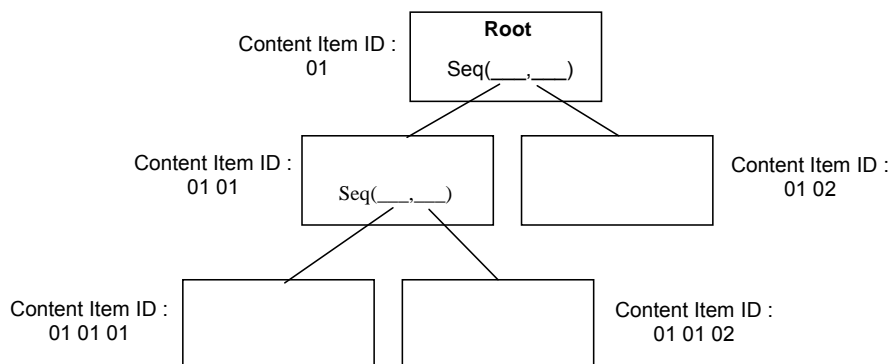 Root
Content Item ID :
01
Seq(___,___)
Content Item ID :
01 01
Seq(___,___)
Content Item ID :
01 02
Content Item ID :
01 01 01
Content Item ID :
01 01 02